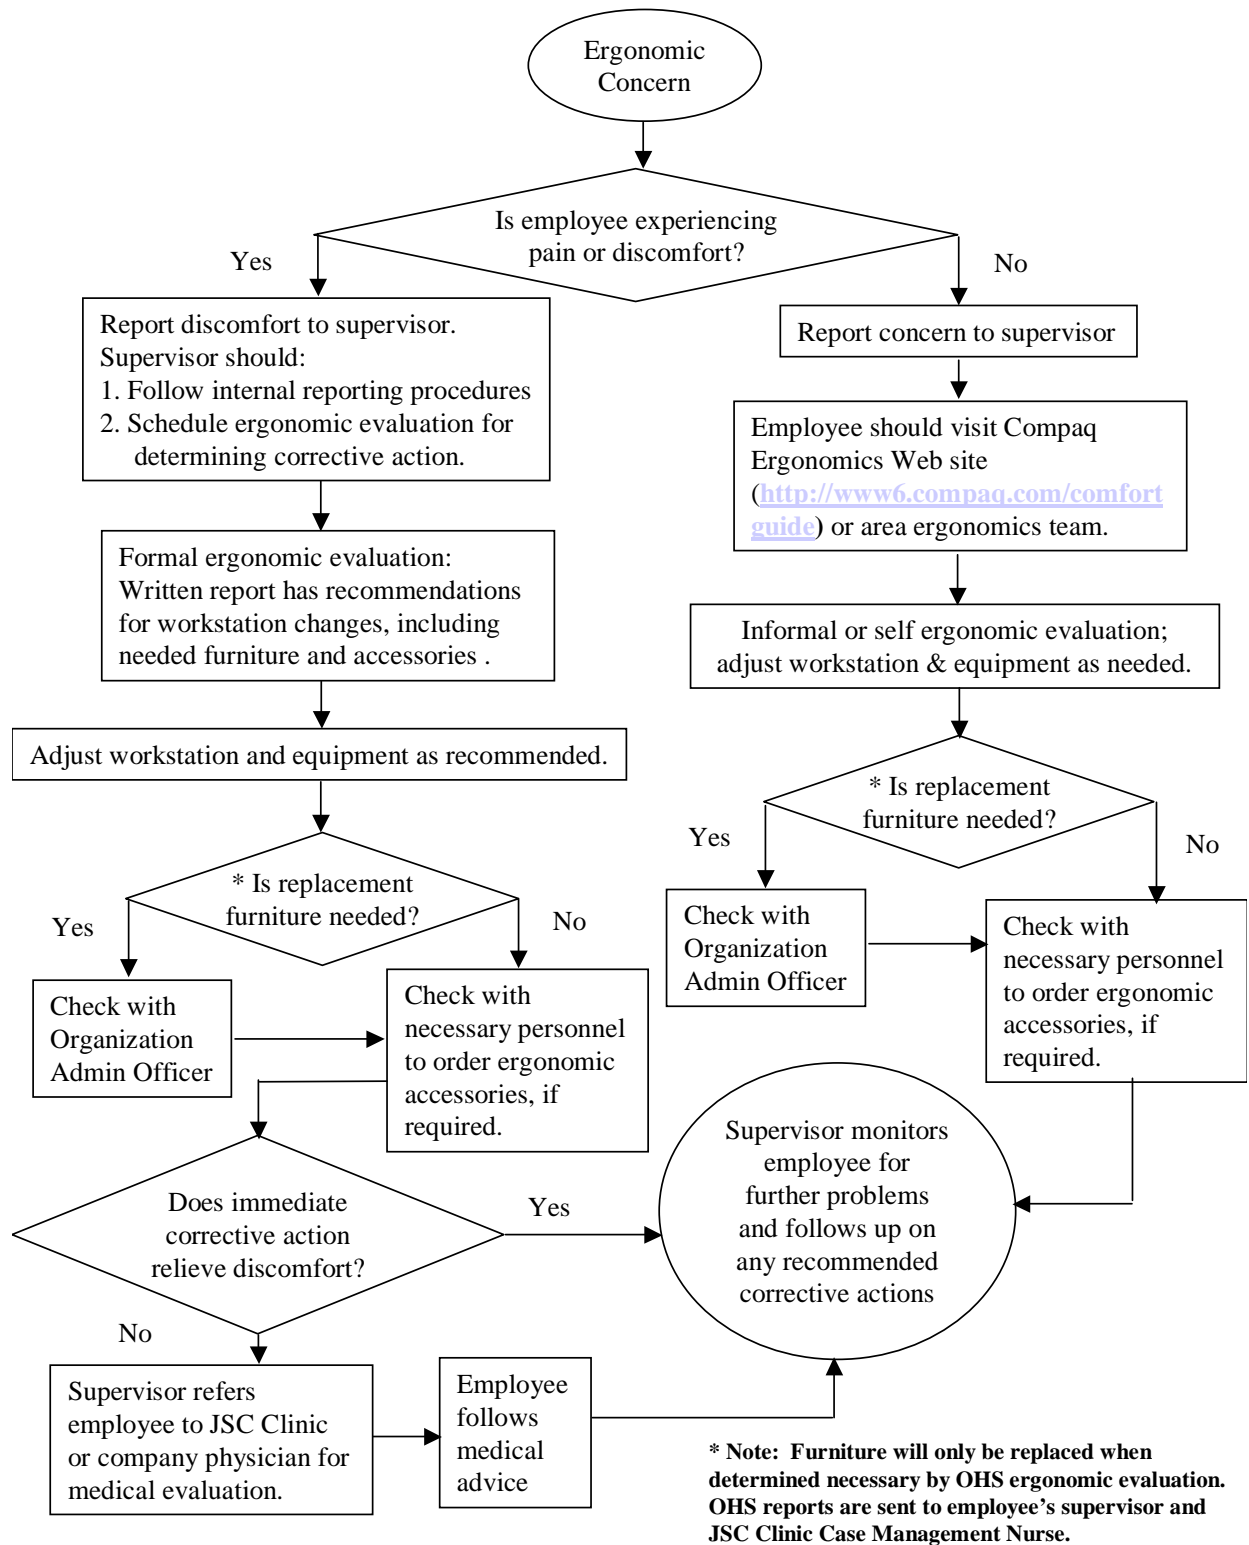 Ergonomic
Concern
Is employee experiencing
pain or discomfort?
Yes
No
Report discomfort to supervisor.
Supervisor should:
1. Follow internal reporting procedures
2. Schedule ergonomic evaluation for
determining corrective action.
Report concern to supervisor
Employee should visit Compaq
Ergonomics Web site
(http://www6.compaq.com/comfort
guide) or area ergonomics team.
Formal ergonomic evaluation:
Written report has recommendations
for workstation changes, including
needed furniture and accessories .
Informal or self ergonomic evaluation;
adjust workstation & equipment as needed.
Adjust workstation and equipment as recommended.
* Is replacement
furniture needed?
Yes
No
* Is replacement
furniture needed?
Yes
No
Check with
Organization
Admin Officer
Check with
necessary personnel
to order ergonomic
accessories, if
required.
Check with
Organization
Admin Officer
Check with
necessary personnel
to order ergonomic
accessories, if
required.
Does immediate
corrective action
relieve discomfort?
Yes
No
Supervisor monitors
employee for
further problems
and follows up on
any recommended
corrective actions
Supervisor refers
employee to JSC Clinic
or company physician for
medical evaluation.
Employee
follows
medical
advice
* Note: Furniture will only be replaced when
determined necessary by OHS ergonomic evaluation.
OHS reports are sent to employee's supervisor and
JSC Clinic Case Management Nurse.